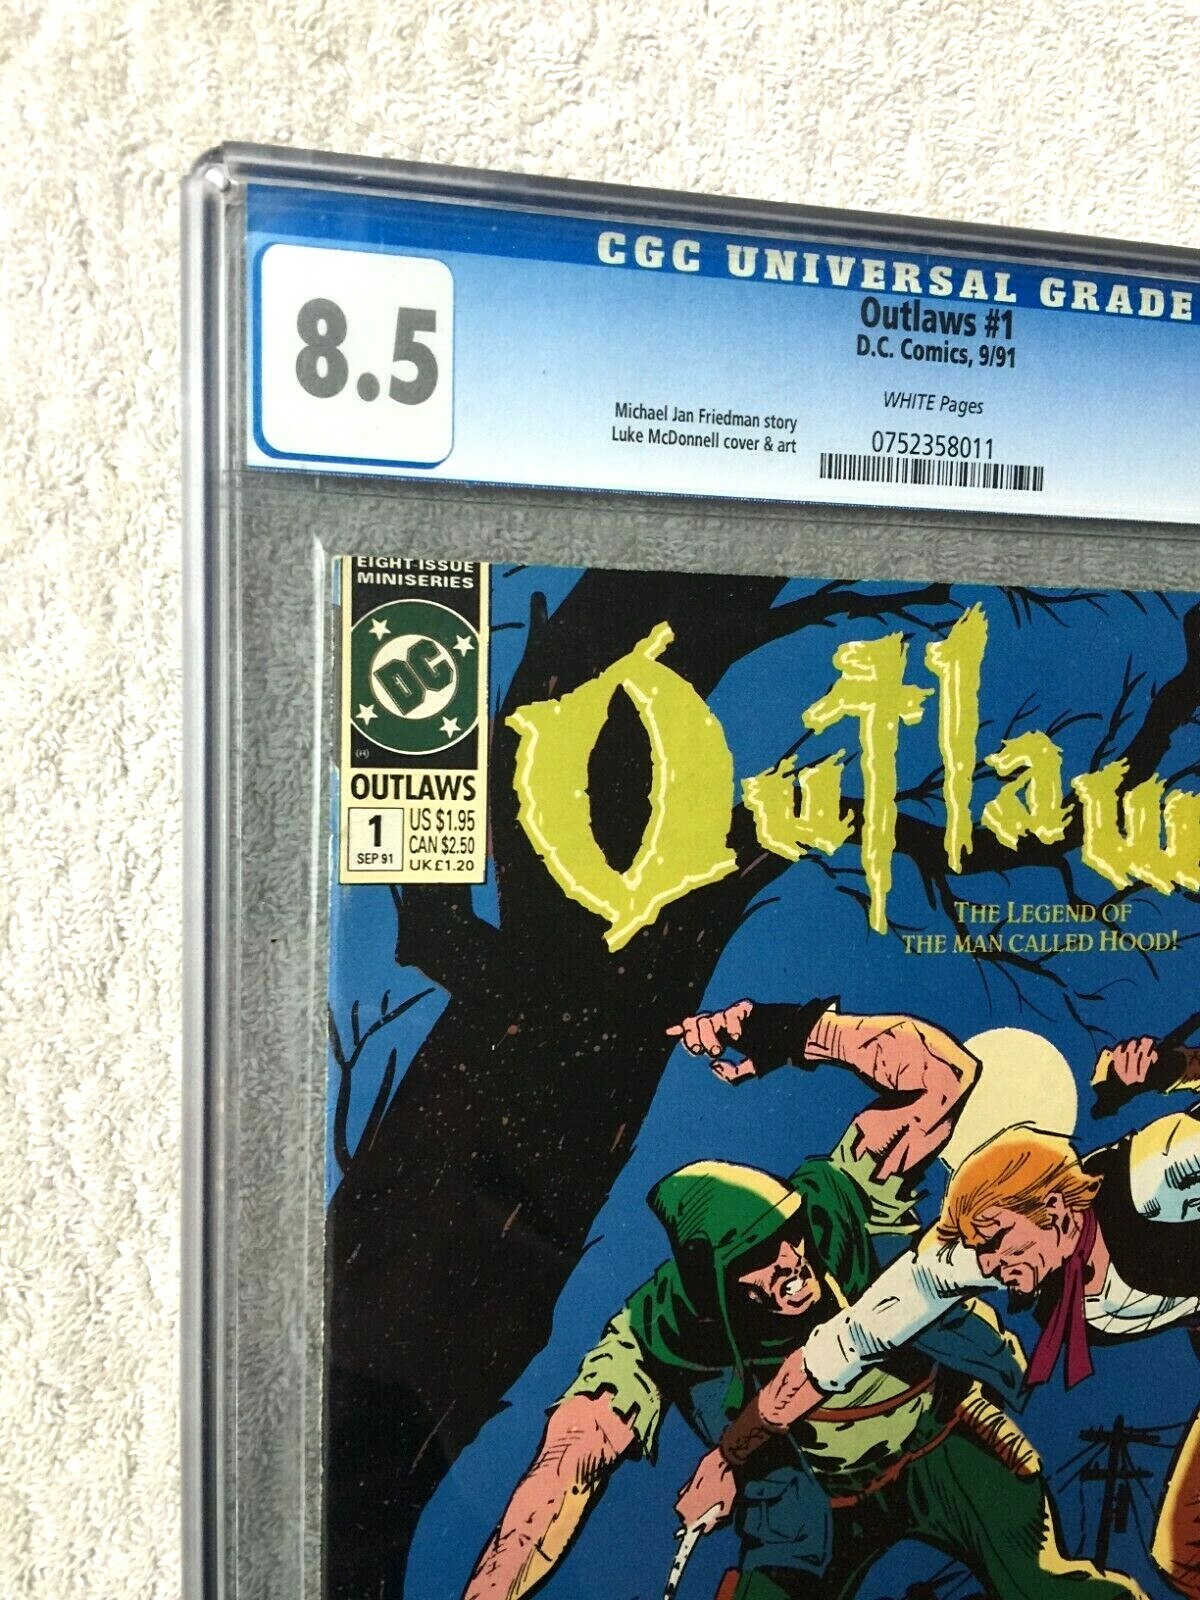 CGC UNIVERSAL GRADE
8.5
Outlaws #1
D.C. Comics, 9/91
WHITE Pages
Michael Jan Friedman story
Luke McDonnell cover & art
0752358011
EIGHT-ISSUE
MINISERIES
DC
OUTLAWS
1
SEP 91
US $1.95
CAN $2.50
UK £1.20
Outlaw
THE LEGEND OF
THE MAN CALLED HOOD!